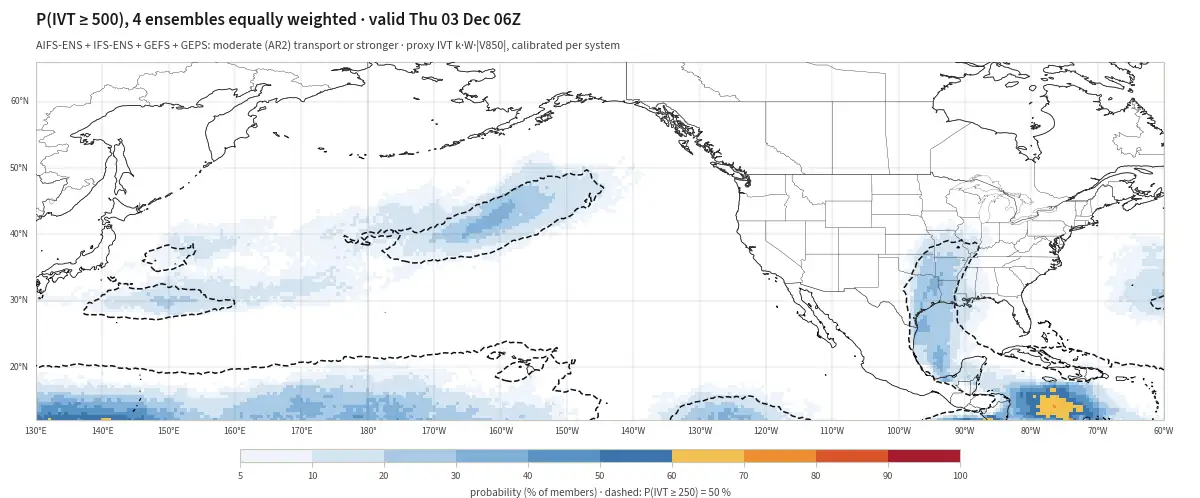 P(IVT ≥ 500), 4 ensembles equally weighted · valid Thu 03 Dec 06Z
AIFS-ENS + IFS-ENS + GEFS + GEPS: moderate (AR2) transport or stronger · proxy IVT k·W·|V850|, calibrated per system
60°N
50°N
40°N
30°N
20°N
130°E 140°E 150°E 160°E 170°E 180° 170°W 160°W 150°W 140°W 130°W 120°W 110°W 100°W 90°W 80°W 70°W 60°W
5 10 20 30 40 50 60 70 80 90 100
probability (% of members) · dashed: P(IVT ≥ 250) = 50 %